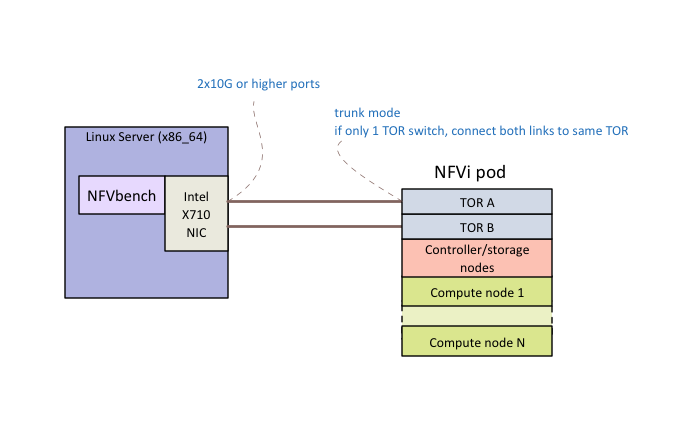 2x10G or higher ports
trunk mode
if only 1 TOR switch, connect both links to same TOR
Linux Server (x86_64)
NFVbench
Intel
X710
NIC
NFVi pod
TOR A
TOR B
Controller/storage
nodes
Compute node 1
Compute node N